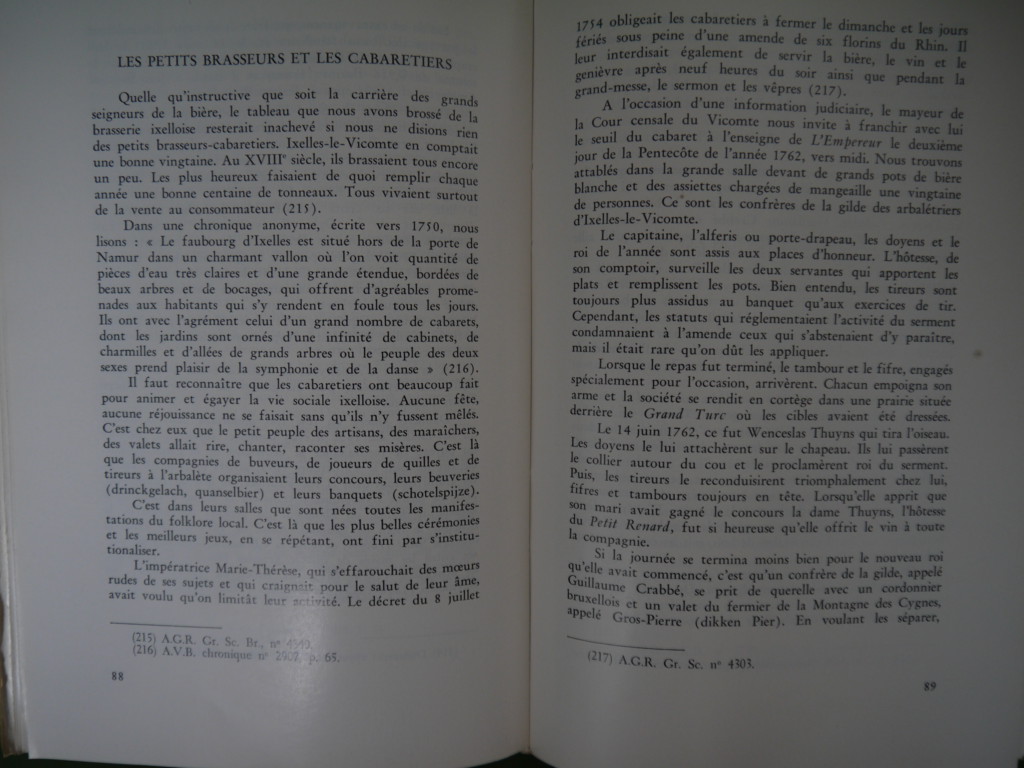 LES PETITS BRASSEURS ET LES CABARETIERS
Quelle qu'instructive que soit la carrière des grands
seigneurs de la bière, le tableau que nous avons brossé de la
brasserie ixelloise resterait inachevé si nous ne disions rien
des petits brasseurs-cabaretiers. Ixelles-le-Vicomte en comptait
une bonne vingtaine. Au XVIIIe siècle, ils brassaient tous encore
un peu. Les plus heureux faisaient de quoi remplir chaque
année une bonne centaine de tonneaux. Tous vivaient surtout
de la vente au consommateur (215).
Dans une chronique anonyme, écrite vers 1750, nous
lisons : « Le faubourg d'Ixelles est situé hors de la porte de
Namur dans un charmant vallon où l'on voit quantité de
pièces d'eau très claires et d'une grande étendue, bordées de
beaux arbres et de bocages, qui offrent d'agréables prome-
nades aux habitants qui s'y rendent en foule tous les jours.
Ils ont avec l'agrément celui d'un grand nombre de cabarets,
dont les jardins sont ornés d'une infinité de cabinets, de
charmilles et d'allées de grands arbres où le peuple des deux
sexes prend plaisir de la symphonie et de la danse » (216).
Il faut reconnaître que les cabaretiers ont beaucoup fait
pour animer et égayer la vie sociale ixelloise. Aucune fête,
aucune réjouissance ne se faisait sans qu'ils n'y fussent mêlés.
C'est chez eux que le petit peuple des artisans, des maraîchers,
des valets allait rire, chanter, raconter ses misères. C'est là
que les compagnies de buveurs, de joueurs de quilles et de
tireurs à l'arbalète organisaient leurs concours, leurs beuveries
(drinckgelach, quanselbier) et leurs banquets (schotelspijze).
C'est dans leurs salles que sont nées toutes les manifes-
tations du folklore local. C'est là que les plus belles cérémonies
et les meilleurs jeux, en se répétant, ont fini par s'institu-
tionaliser.
L'impératrice Marie-Thérèse, qui s'effarouchait des mœurs
rudes de ses sujets et qui craignait pour le salut de leur âme,
avait voulu qu'on limitât leur activité. Le décret du 8 juillet
(215) A.G.R. Gr. Sc. Br., n°
(216) A.V.B. chronique n° p. 65.
88
1754 obligeait les cabaretiers à fermer le dimanche et les jours
fériés sous peine d'une amende de six florins du Rhin. Il
leur interdisait également de servir la bière, le vin et le
genièvre après neuf heures du soir ainsi que pendant la
grand-messe, le sermon et les vêpres (217).
A l'occasion d'une information judiciaire, le mayeur de
la Cour censale du Vicomte nous invite à franchir avec lui
le seuil du cabaret à l'enseigne de L'Empereur le deuxième
jour de la Pentecôte de l'année 1762, vers midi. Nous trouvons
attablés dans la grande salle devant de grands pots de bière
blanche et des assiettes chargées de mangeaille une vingtaine
de personnes. Ce sont les confrères de la gilde des arbalétriers
d'Ixelles-le-Vicomte.
Le capitaine, l'alferis ou porte-drapeau, les doyens et le
roi de l'année sont assis aux places d'honneur. L'hôtesse, de
son comptoir, surveille les deux servantes qui apportent les
plats et remplissent les pots. Bien entendu, les tireurs sont
toujours plus assidus au banquet qu'aux exercices de tir.
Cependant, les statuts qui réglementaient l'activité du serment
condamnaient à l'amende ceux qui s'abstenaient d'y paraître,
mais il était rare qu'on dût les appliquer.
Lorsque le repas fut terminé, le tambour et le fifre, engagés
spécialement pour l'occasion, arrivèrent. Chacun empoigna son
arme et la société se rendit en cortège dans une prairie située
derrière le Grand Turc où les cibles avaient été dressées.
Le 14 juin 1762, ce fut Wenceslas Thuyns qui tira l'oiseau.
Les doyens le lui attachèrent sur le chapeau. Ils lui passèrent
le collier autour du cou et le proclamèrent roi du serment.
Puis, les tireurs le reconduisirent triomphalement chez lui,
fifres et tambours toujours en tête. Lorsqu'elle apprit que
son mari avait gagné le concours la dame Thuyns, l'hôtesse
du Petit Renard, fut si heureuse qu'elle offrit le vin à toute
la compagnie.
Si la journée se termina moins bien pour le nouveau roi
qu'elle avait commencé, c'est qu'un confrère de la gilde, appelé
Guillaume Crabbé, se prit de querelle avec un cordonnier
bruxellois et un valet du fermier de la Montagne des Cygnes,
appelé Gros-Pierre (dikken Pier). En voulant les séparer,
(217) A.G.R. Gr. Sc. n° 4303.
89